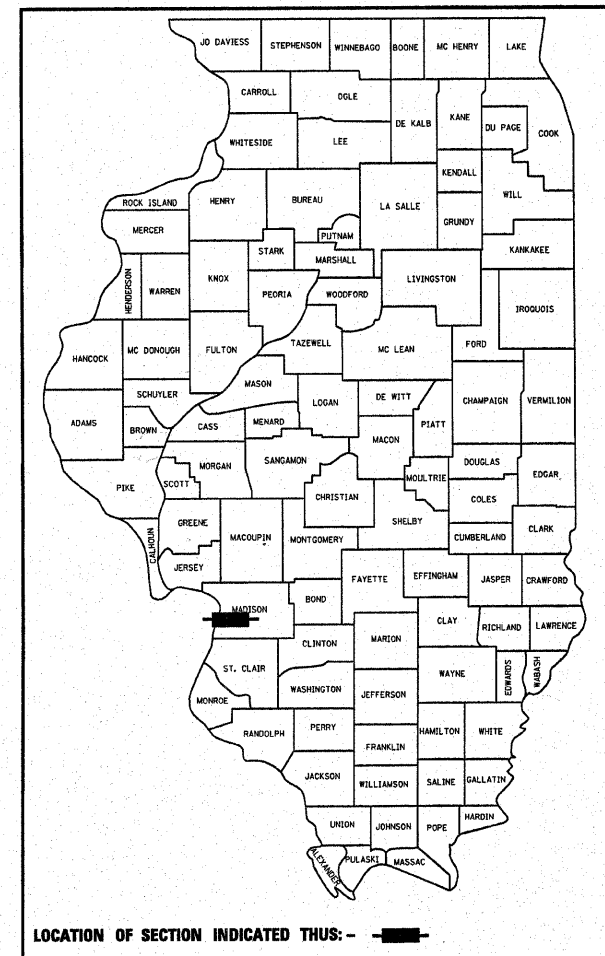 JO DAVIESS STEPHENSON WINNEBAGO BOONE MC HENRY LAKE
CARROLL OGLE DE KALB KANE DU PAGE COOK
WHITESIDE LEE
KENDALL
ROCK ISLAND HENRY BUREAU LA SALLE GRUNDY WILL
MERCER PUTNAM
STARK MARSHALL KANKAKEE
HENDERSON WARREN KNOX PEORIA WOODFORD LIVINGSTON IROQUOIS
HANCOCK MC DONOUGH FULTON TAZEWELL MC LEAN FORD
MASON
SCHUYLER LOGAN DE WITT CHAMPAIGN VERMILION
ADAMS BROWN CASS MENARD MACON PIATT
MORGAN SANGAMON DOUGLAS EDGAR
PIKE SCOTT CHRISTIAN MOULTRIE COLES
GREENE SHELBY
CALHOUN MACOUPIN MONTGOMERY CUMBERLAND CLARK
JERSEY FAYETTE EFFINGHAM JASPER CRAWFORD
MADISON BOND CLAY RICHLAND LAWRENCE
CLINTON MARION
ST. CLAIR WAYNE EDWARDS WABASH
MONROE WASHINGTON JEFFERSON
RANDOLPH PERRY HAMILTON WHITE
FRANKLIN
JACKSON WILLIAMSON SALINE GALLATIN
UNION JOHNSON POPE HARDIN
ALEXANDER PULASKI MASSAC
LOCATION OF SECTION INDICATED THUS: -